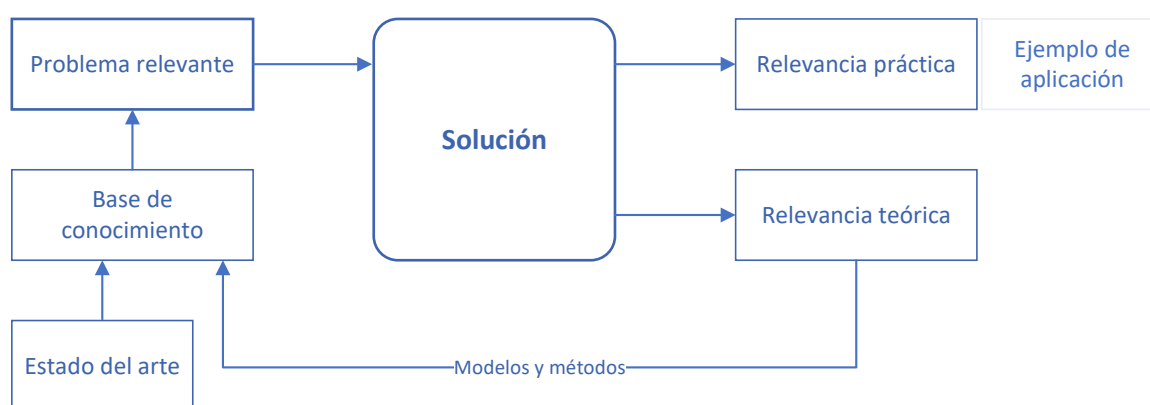 Problema relevante
Solución
Relevancia práctica
Ejemplo de
aplicación
Base de
conocimiento
Relevancia teórica
Estado del arte
Modelos y métodos